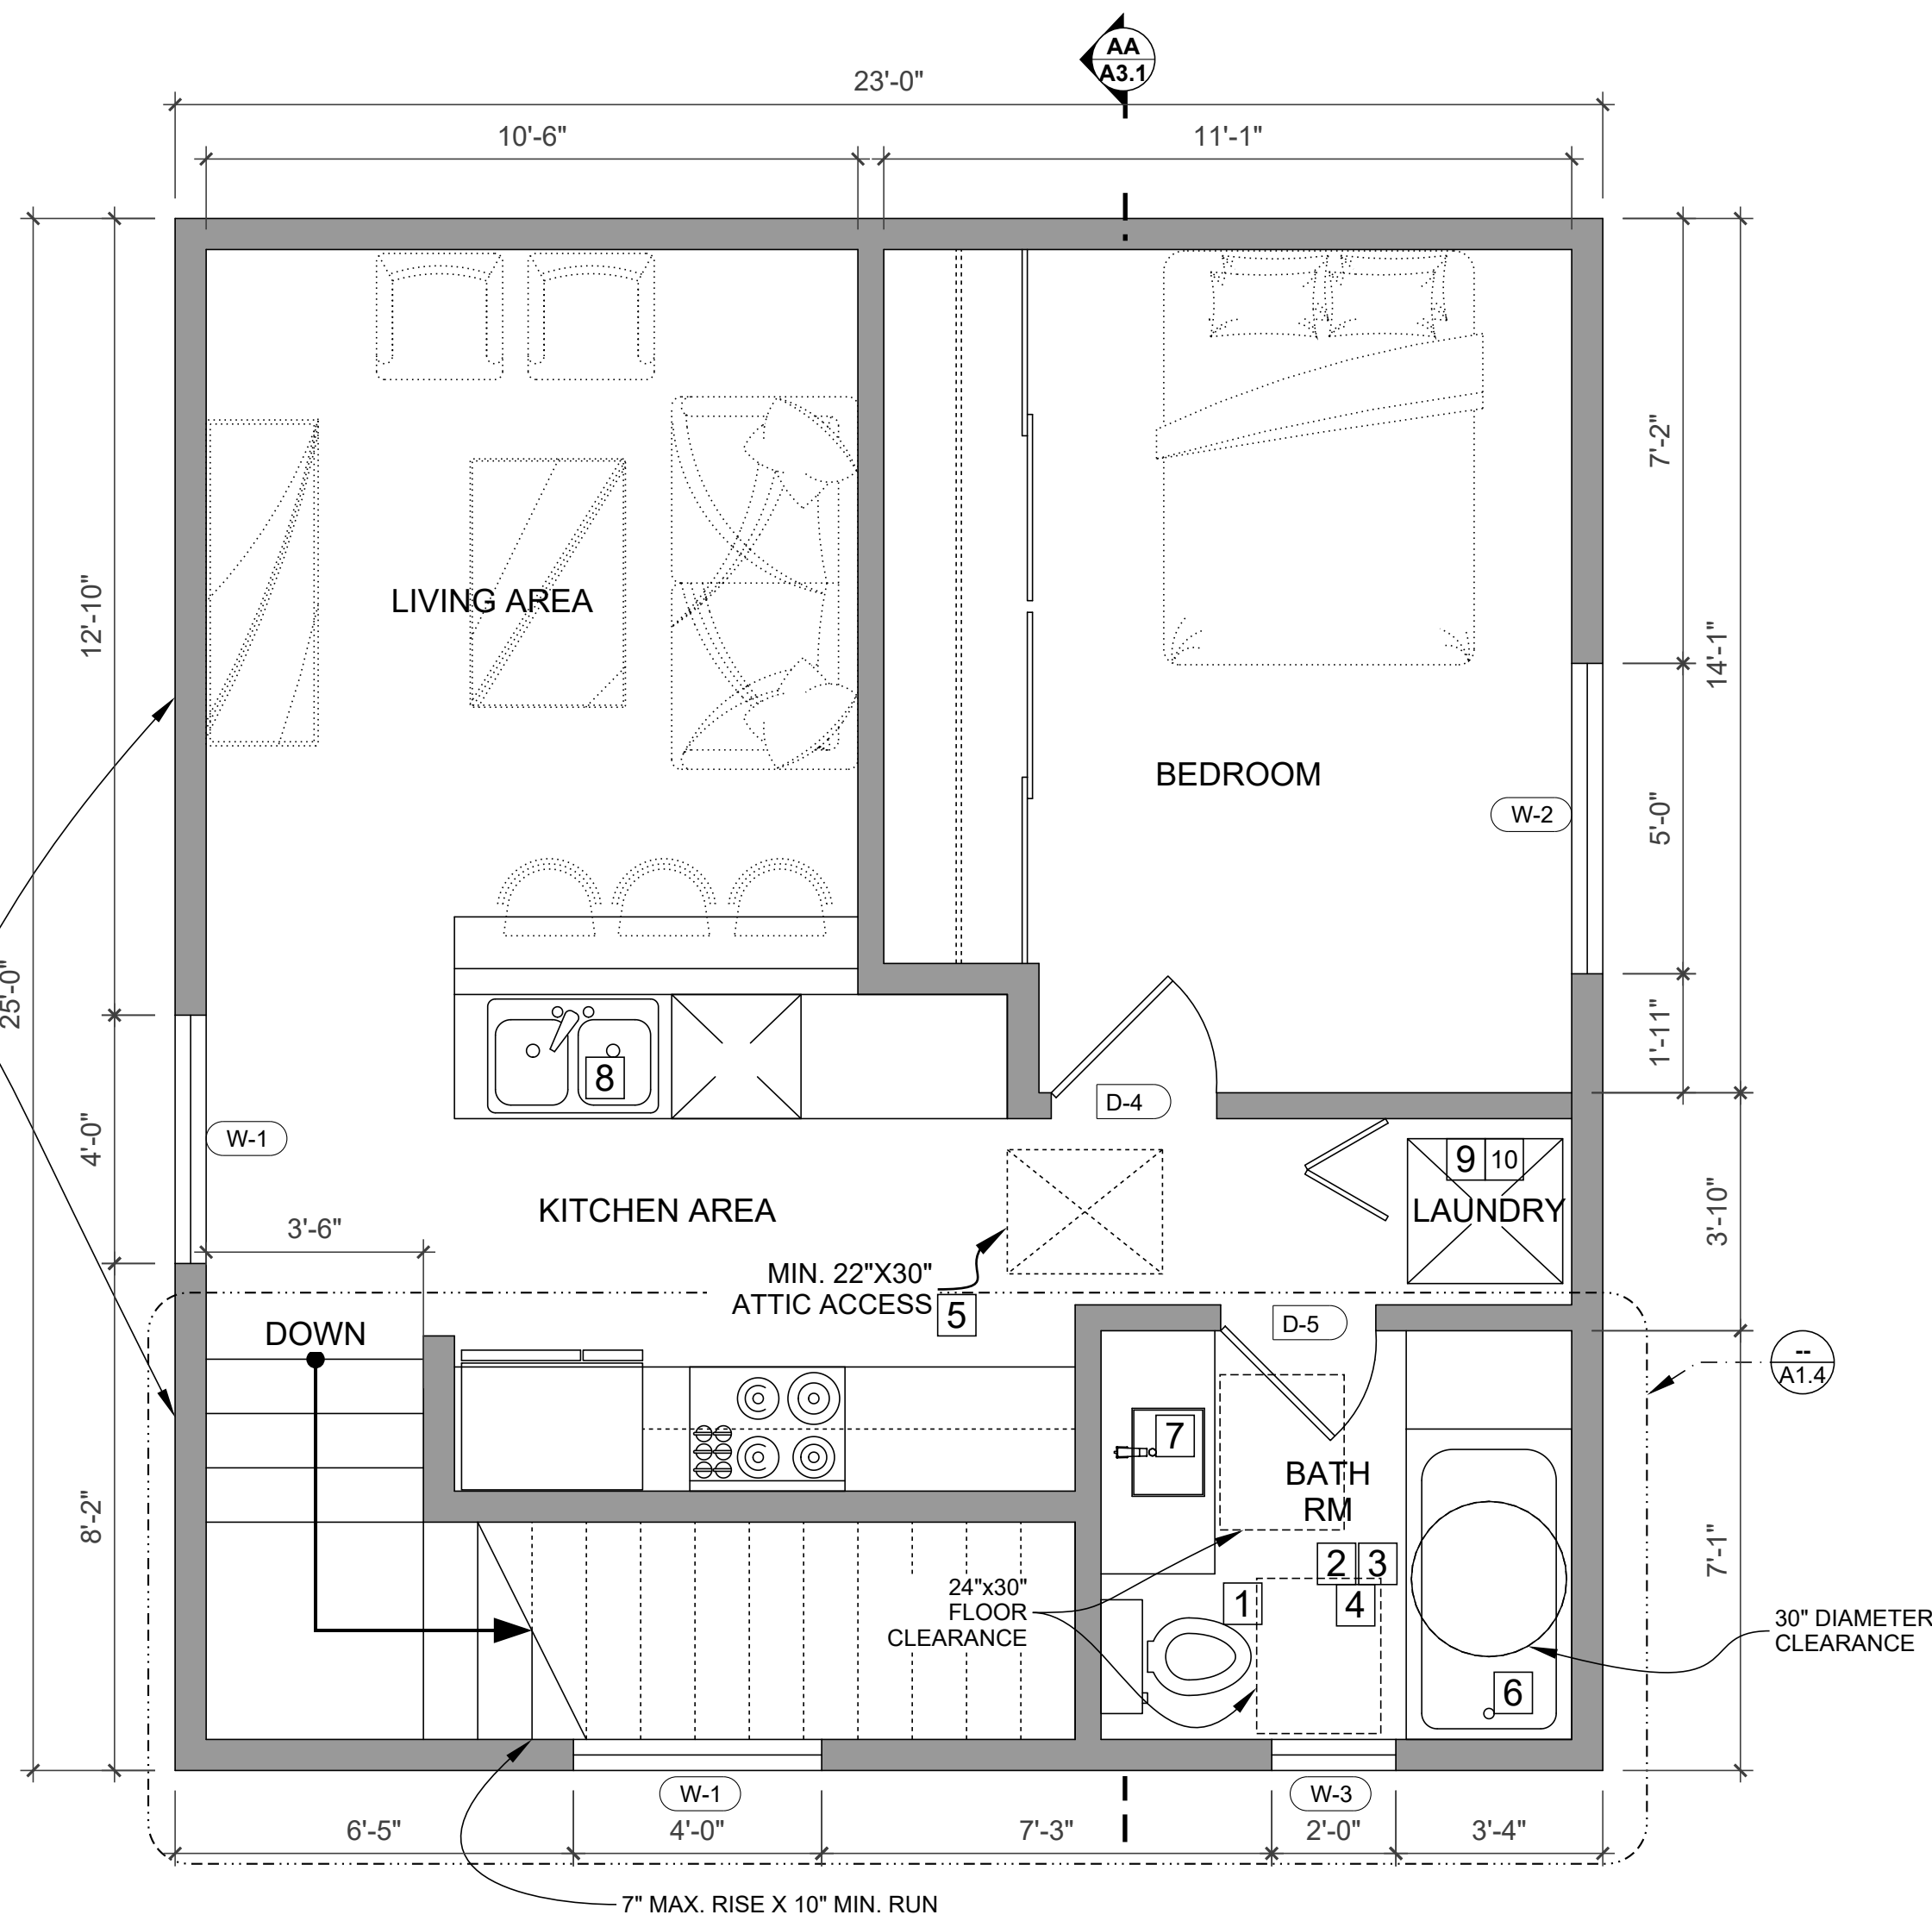 AA
A3.1
23'-0"
10'-6"
11'-1"
7'-2"
14'-1"
12'-10"
LIVING AREA
BEDROOM
W-2
5'-0"
25'-0"
1'-11"
8
D-4
4'-0"
W-1
9 10
KITCHEN AREA
LAUNDRY
3'-10"
3'-6"
MIN. 22"X30"
ATTIC ACCESS
5
DOWN
D-5
--
A1.4
7
BATH
RM
8'-2"
7'-1"
2 3
24"x30"
FLOOR
CLEARANCE
1
4
30" DIAMETER
CLEARANCE
6
W-1
W-3
6'-5"
4'-0"
7'-3"
2'-0"
3'-4"
7" MAX. RISE X 10" MIN. RUN